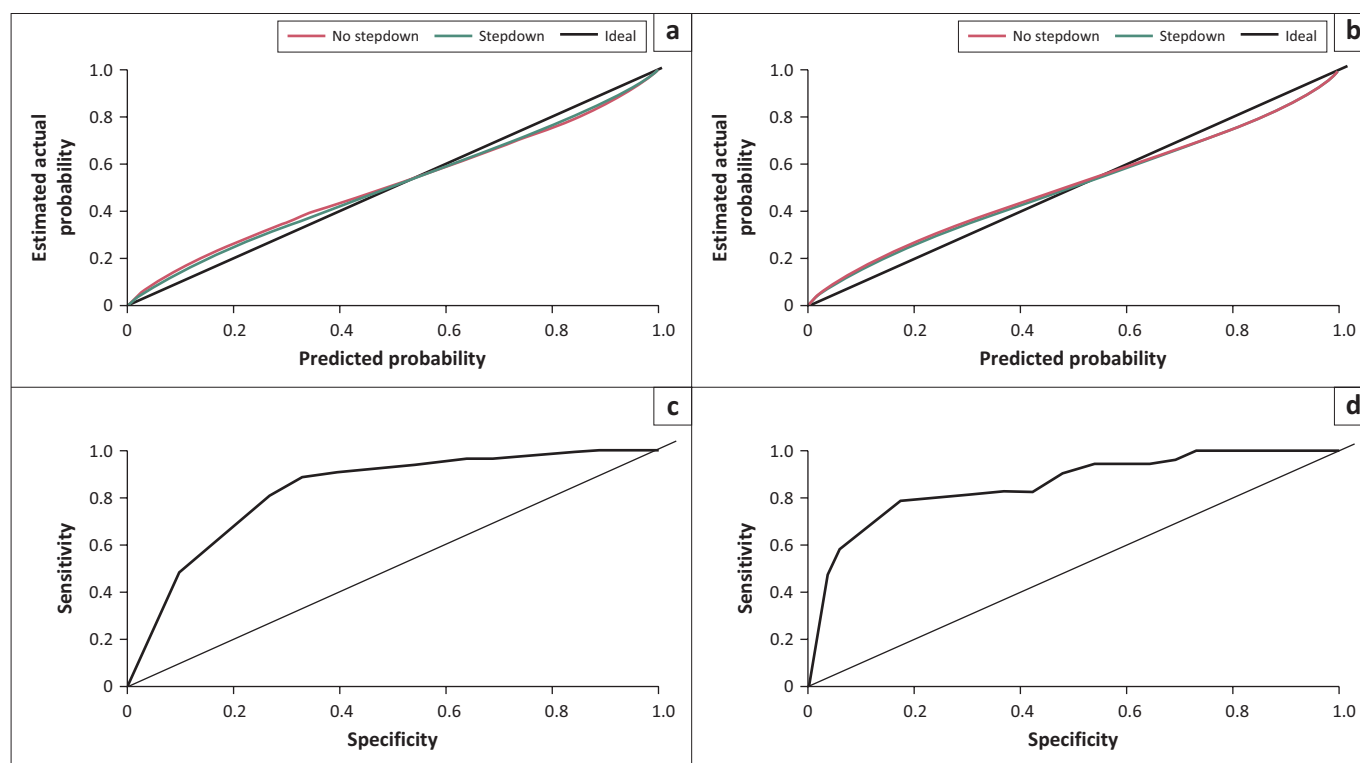 a
No stepdown Stepdown Ideal
Estimated actual
probability
1.0
0.8
0.6
0.4
0.2
0
0 0.2 0.4 0.6 0.8 1.0
Predicted probability
b
No stepdown Stepdown Ideal
Estimated actual
probability
1.0
0.8
0.6
0.4
0.2
0
0 0.2 0.4 0.6 0.8 1.0
Predicted probability
c
Sensitivity
1.0
0.8
0.6
0.4
0.2
0
0 0.2 0.4 0.6 0.8 1.0
Specificity
d
Sensitivity
1.0
0.8
0.6
0.4
0.2
0
0 0.2 0.4 0.6 0.8 1.0
Specificity